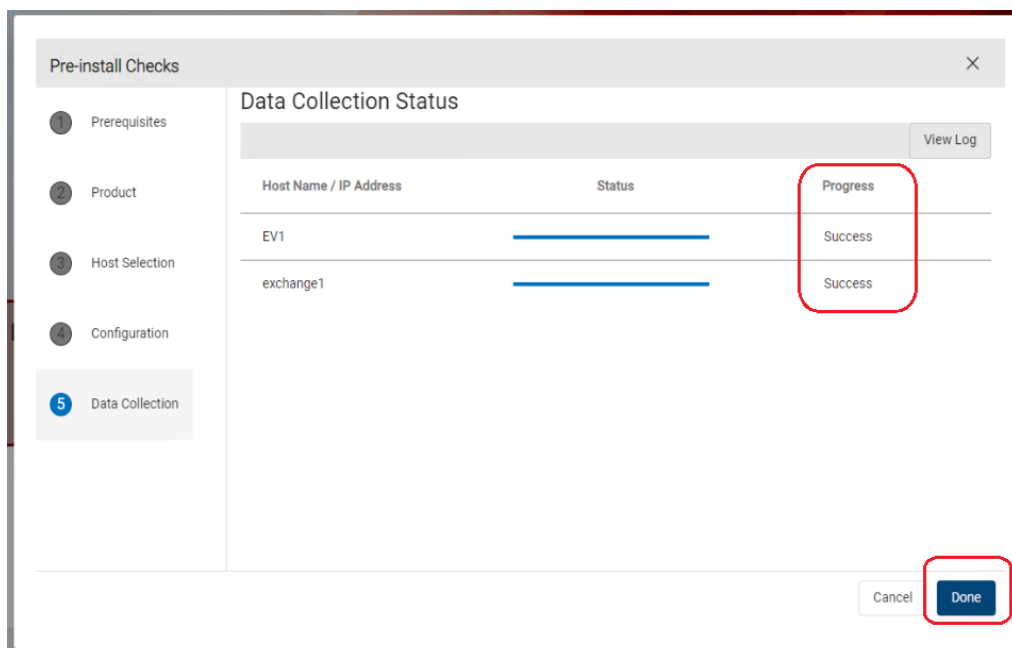 Pre-install Checks
1 Prerequisites
2 Product
3 Host Selection
4 Configuration
5 Data Collection
Data Collection Status
View Log
Host Name / IP Address Status Progress
EV1 Success
exchange1 Success
Cancel Done